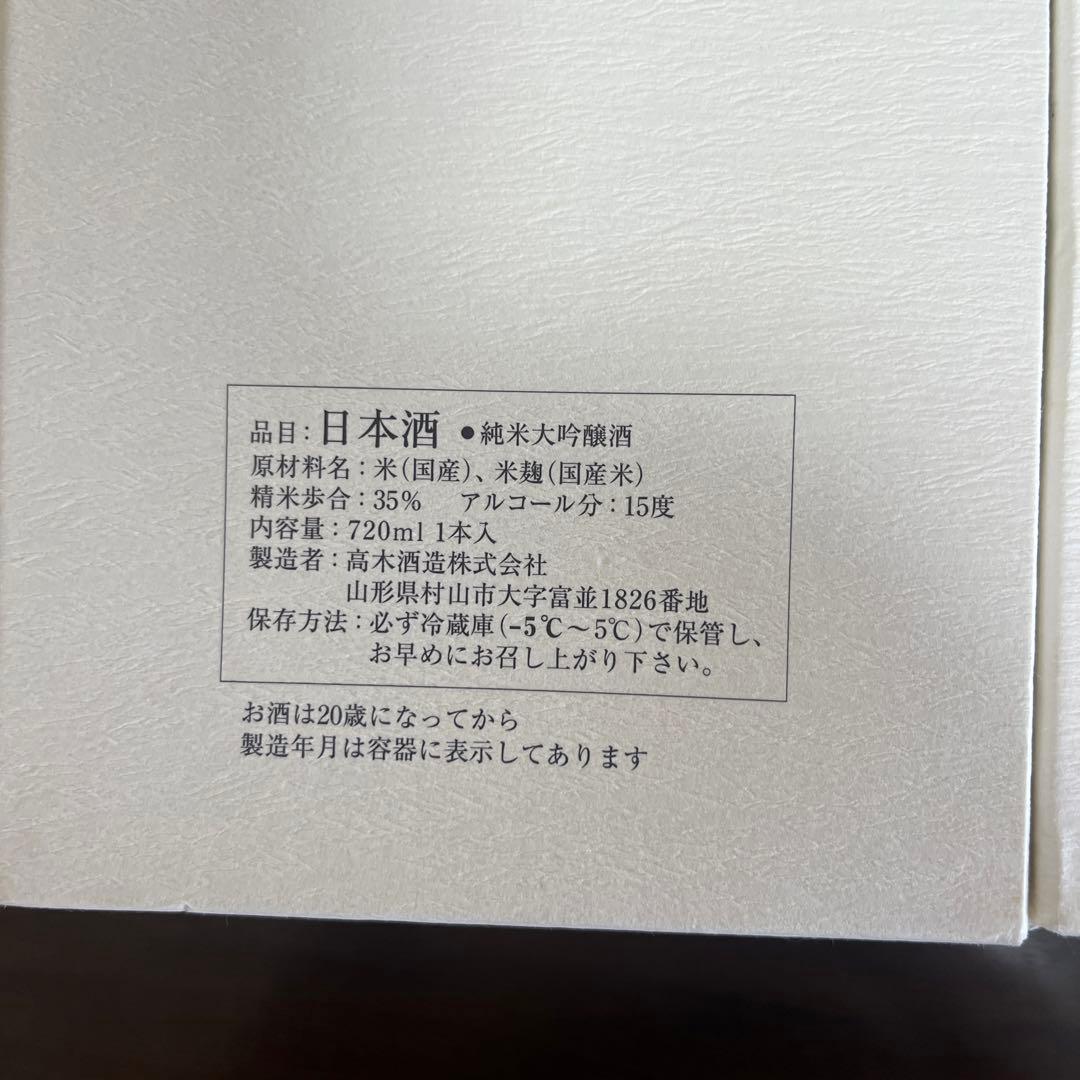 品目：日本酒 ●純米大吟醸酒
原材料名：米（国産）、米麹（国産米）
精米歩合：35%　アルコール分：15度
内容量：720ml 1本入
製造者：高木酒造株式会社
山形県村山市大字富並1826番地
保存方法：必ず冷蔵庫（-5℃～5℃）で保管し、
お早めにお召し上がり下さい。
お酒は20歳になってから
製造年月は容器に表示してあります